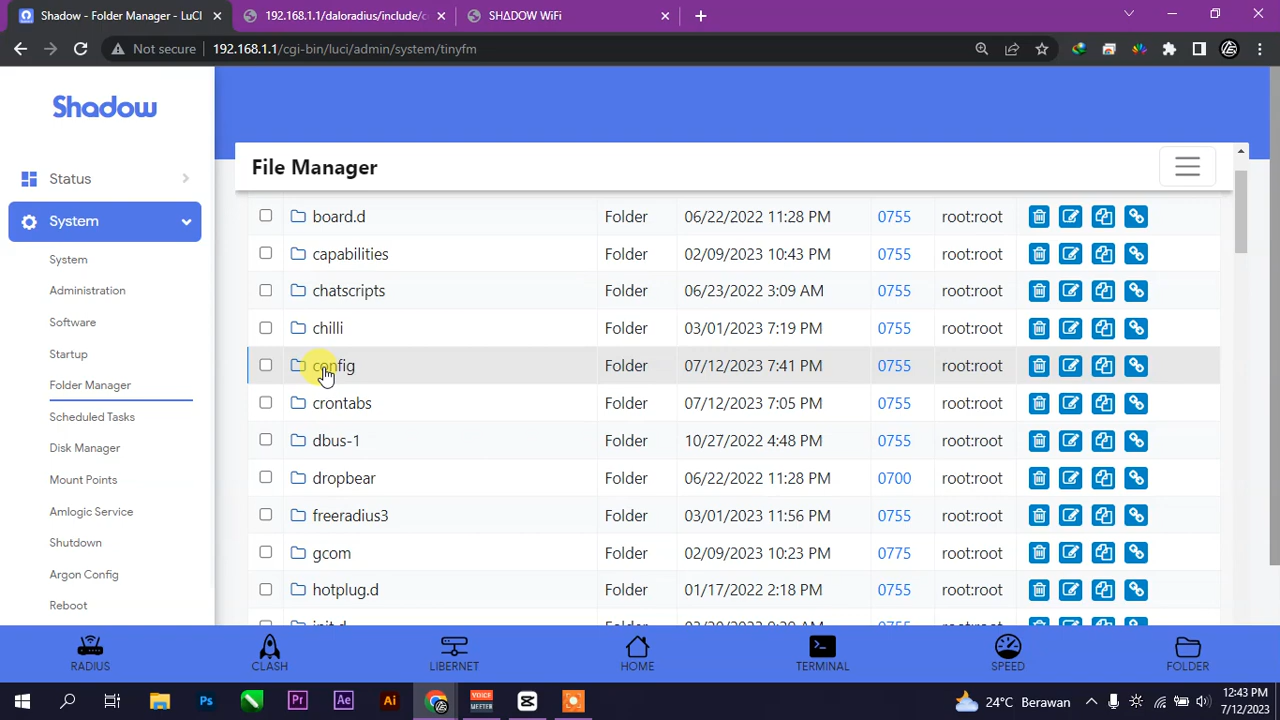 Shadow - Folder Manager - LuCI
192.168.1.1/daloradius/include/c
SHΔDOW WiFi
Not secure
192.168.1.1/cgi-bin/luci/admin/system/tinyfm
Shadow
Status
System
System
Administration
Software
Startup
Folder Manager
Scheduled Tasks
Disk Manager
Mount Points
Amlogic Service
Shutdown
Argon Config
Reboot
File Manager
board.d Folder 06/22/2022 11:28 PM 0755 root:root
capabilities Folder 02/09/2023 10:43 PM 0755 root:root
chatscripts Folder 06/23/2022 3:09 AM 0755 root:root
chilli Folder 03/01/2023 7:19 PM 0755 root:root
config Folder 07/12/2023 7:41 PM 0755 root:root
crontabs Folder 07/12/2023 7:05 PM 0755 root:root
dbus-1 Folder 10/27/2022 4:48 PM 0755 root:root
dropbear Folder 06/22/2022 11:28 PM 0700 root:root
freeradius3 Folder 03/01/2023 11:56 PM 0755 root:root
gcom Folder 02/09/2023 10:23 PM 0775 root:root
hotplug.d Folder 01/17/2022 2:18 PM 0755 root:root
RADIUS
CLASH
LIBERNET
HOME
TERMINAL
SPEED
FOLDER
Ps
Pr
Ae
Ai
VOICE
MEETER
24°C Berawan
12:43 PM
7/12/2023